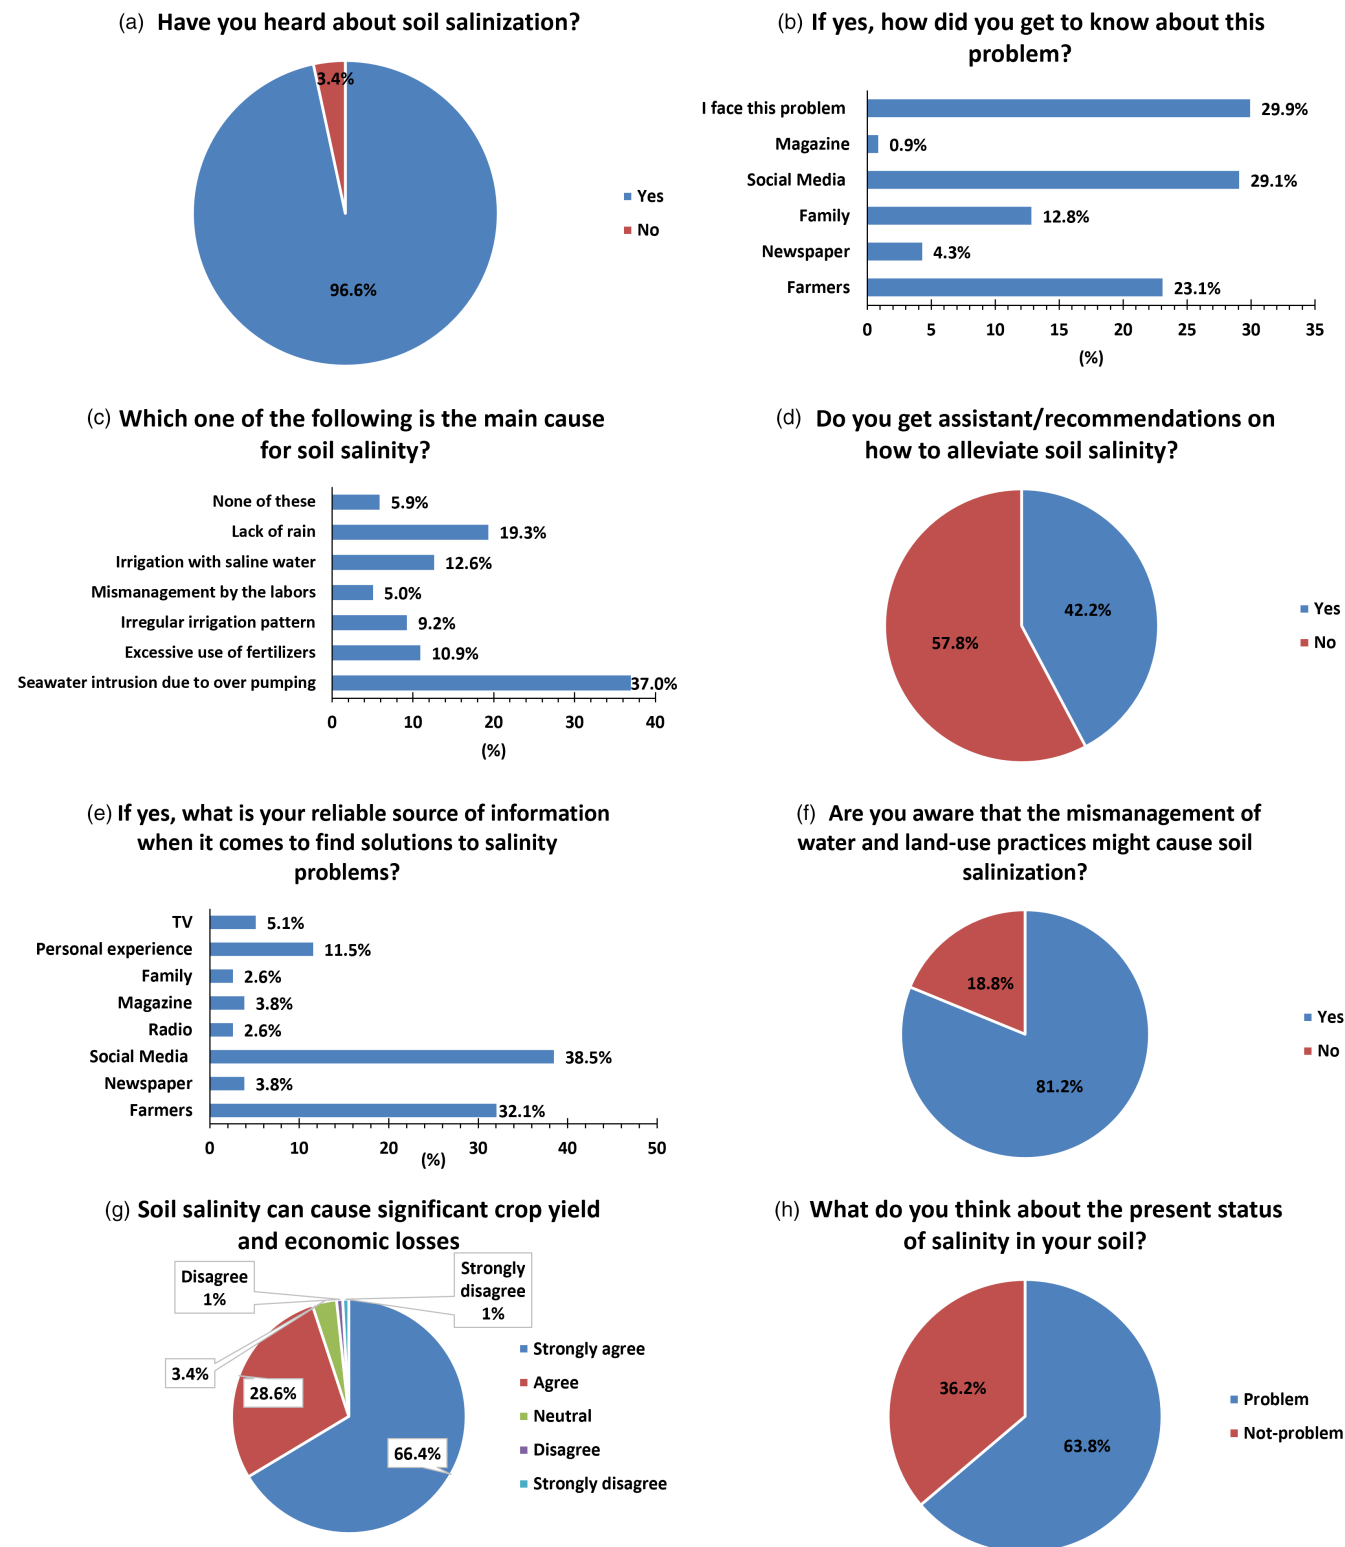 (a) Have you heard about soil salinization?
3.4%
96.6%
Yes
No
(b) If yes, how did you get to know about this
problem?
I face this problem 29.9%
Magazine 0.9%
Social Media 29.1%
Family 12.8%
Newspaper 4.3%
Farmers 23.1%
0 5 10 15 20 25 30 35
(%)
(c) Which one of the following is the main cause
for soil salinity?
None of these 5.9%
Lack of rain 19.3%
Irrigation with saline water 12.6%
Mismanagement by the labors 5.0%
Irregular irrigation pattern 9.2%
Excessive use of fertilizers 10.9%
Seawater intrusion due to over pumping 37.0%
0 10 20 30 40
(%)
(d) Do you get assistant/recommendations on
how to alleviate soil salinity?
42.2%
57.8%
Yes
No
(e) If yes, what is your reliable source of information
when it comes to find solutions to salinity
problems?
TV 5.1%
Personal experience 11.5%
Family 2.6%
Magazine 3.8%
Radio 2.6%
Social Media 38.5%
Newspaper 3.8%
Farmers 32.1%
0 10 20 30 40 50
(%)
(f) Are you aware that the mismanagement of
water and land-use practices might cause soil
salinization?
18.8%
81.2%
Yes
No
(g) Soil salinity can cause significant crop yield
and economic losses
Disagree
1%
Strongly
disagree
1%
3.4%
28.6%
66.4%
Strongly agree
Agree
Neutral
Disagree
Strongly disagree
(h) What do you think about the present status
of salinity in your soil?
36.2%
63.8%
Problem
Not-problem